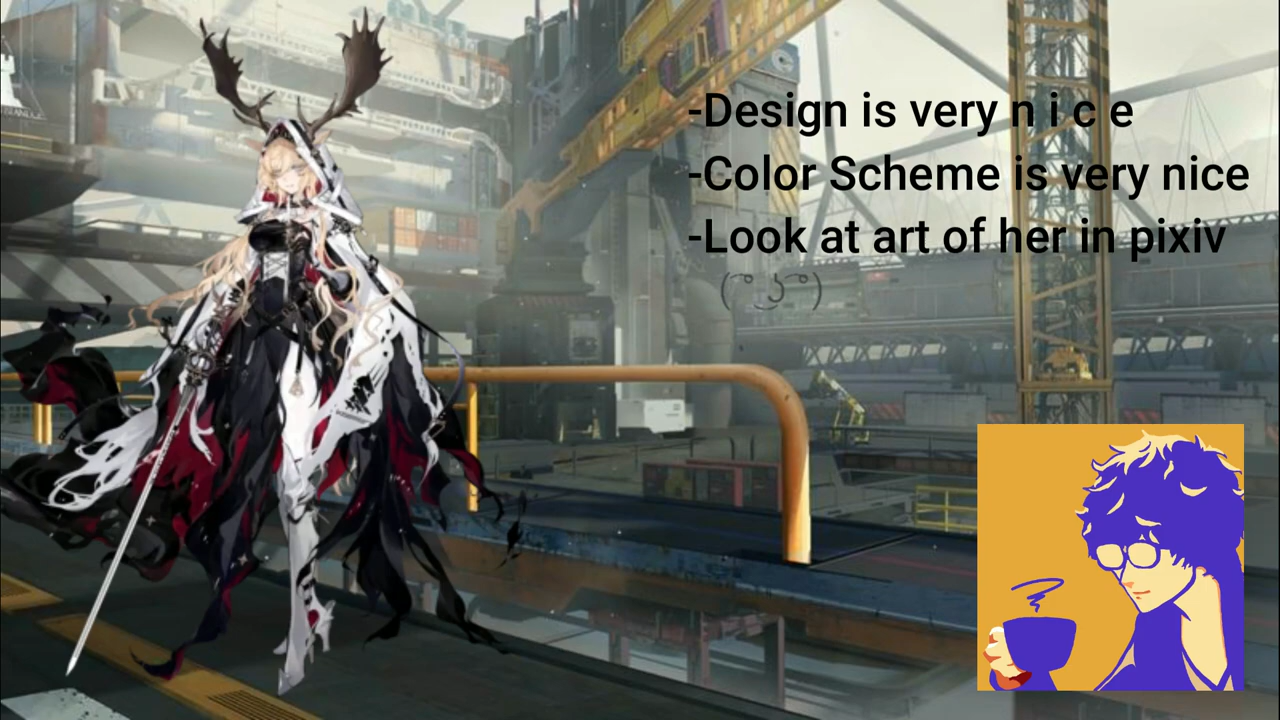 -Design is very n i c e
-Color Scheme is very nice
-Look at art of her in pixiv
( ͡° ͜ʖ ͡°)